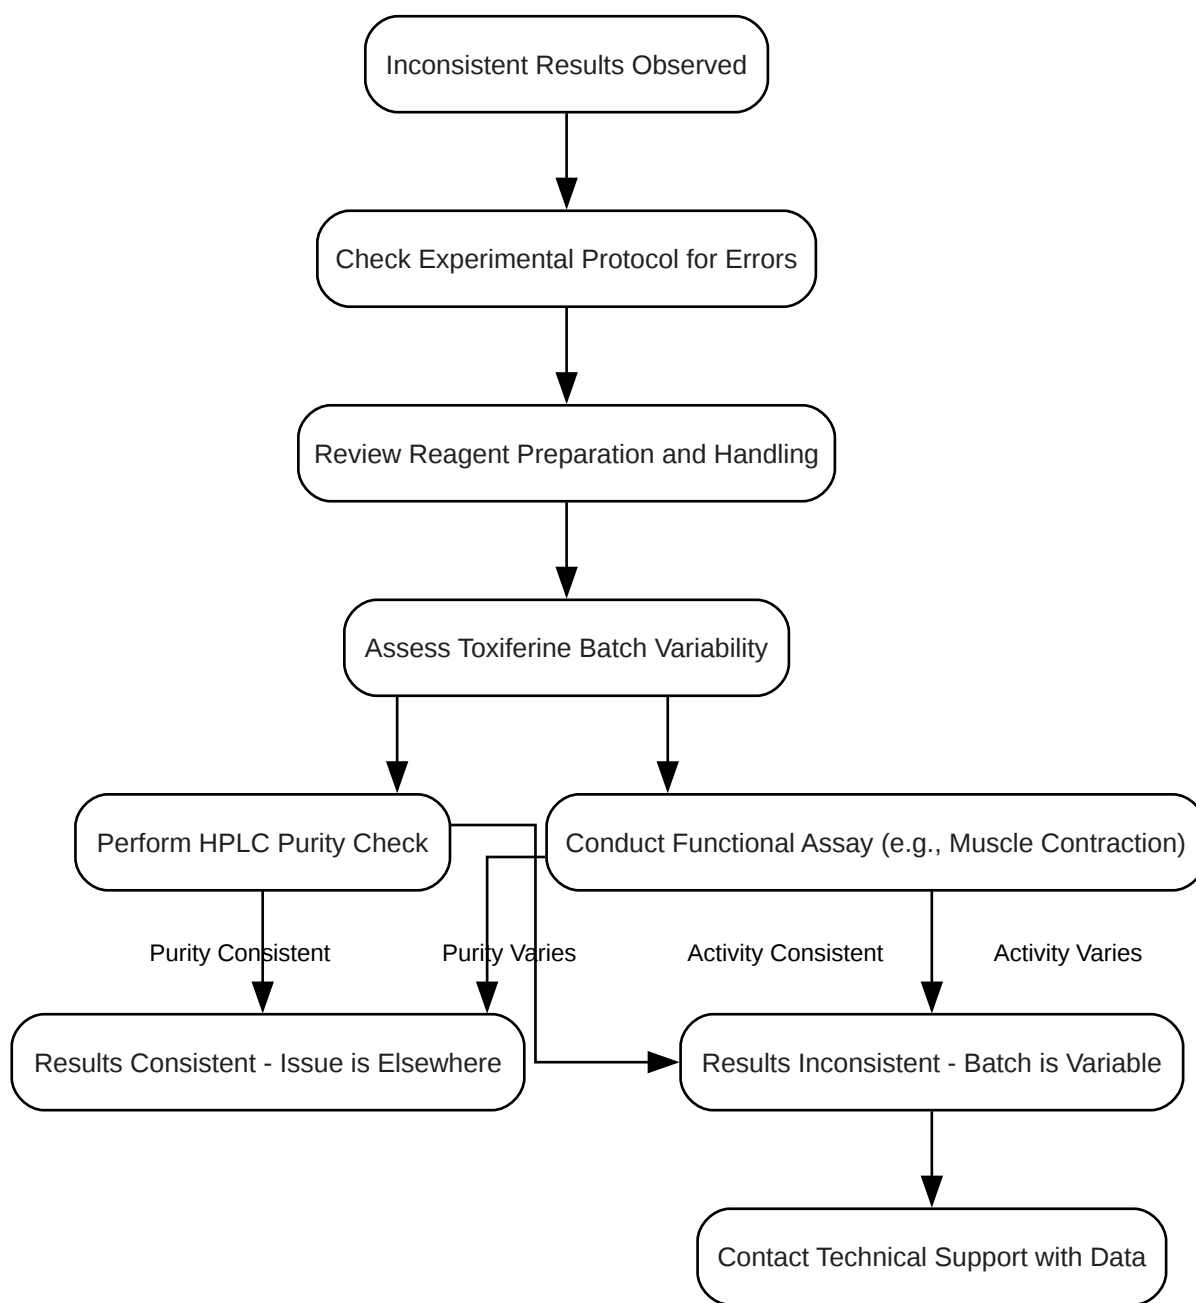 Inconsistent Results Observed
Check Experimental Protocol for Errors
Review Reagent Preparation and Handling
Assess Toxiferine Batch Variability
Perform HPLC Purity Check
Conduct Functional Assay (e.g., Muscle Contraction)
Purity Consistent
Purity Varies
Activity Consistent
Activity Varies
Results Consistent - Issue is Elsewhere
Results Inconsistent - Batch is Variable
Contact Technical Support with Data